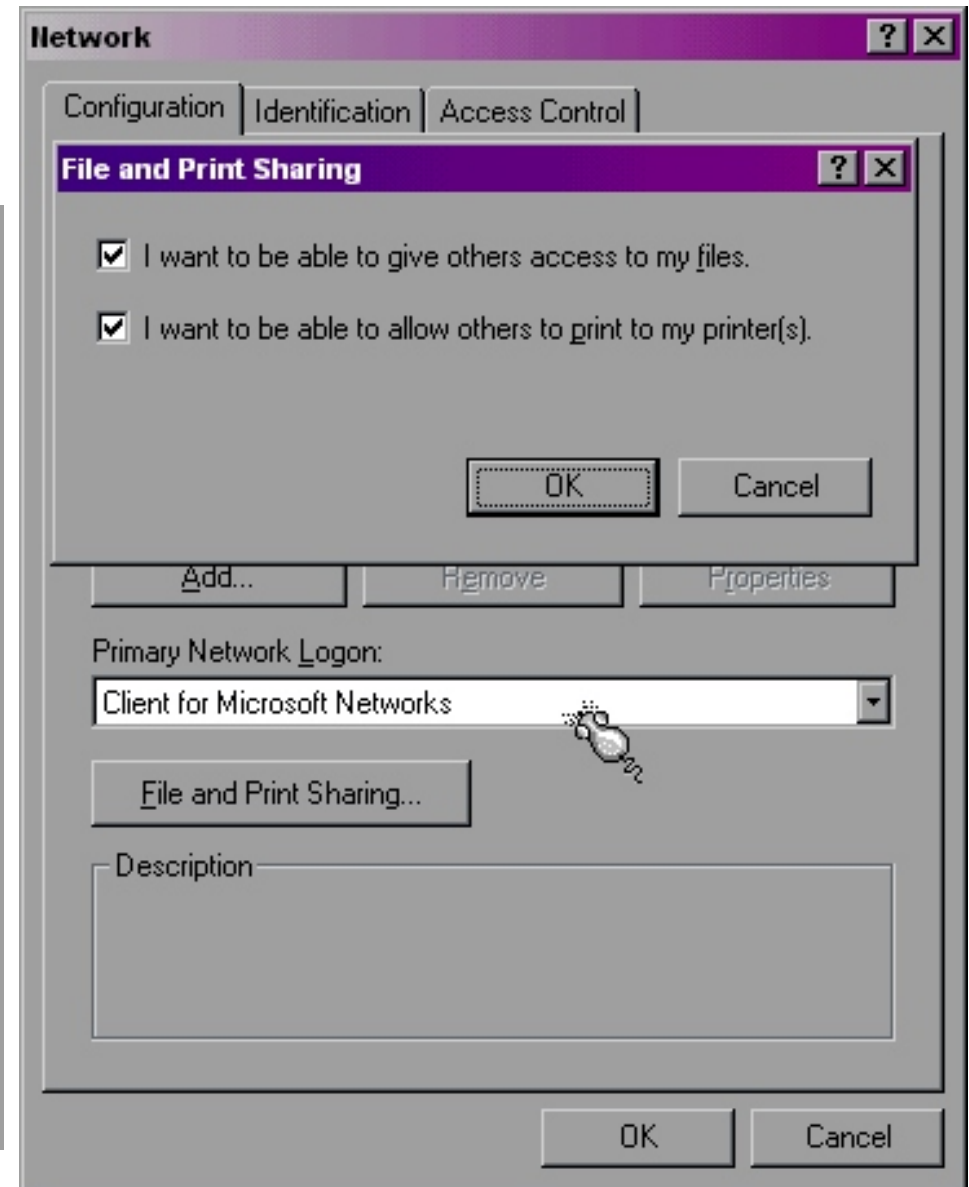 Network
Configuration Identification Access Control
File and Print Sharing
I want to be able to give others access to my files.
I want to be able to allow others to print to my printer(s).
OK Cancel
Add... Remove Properties
Primary Network Logon:
Client for Microsoft Networks
File and Print Sharing...
Description
OK Cancel